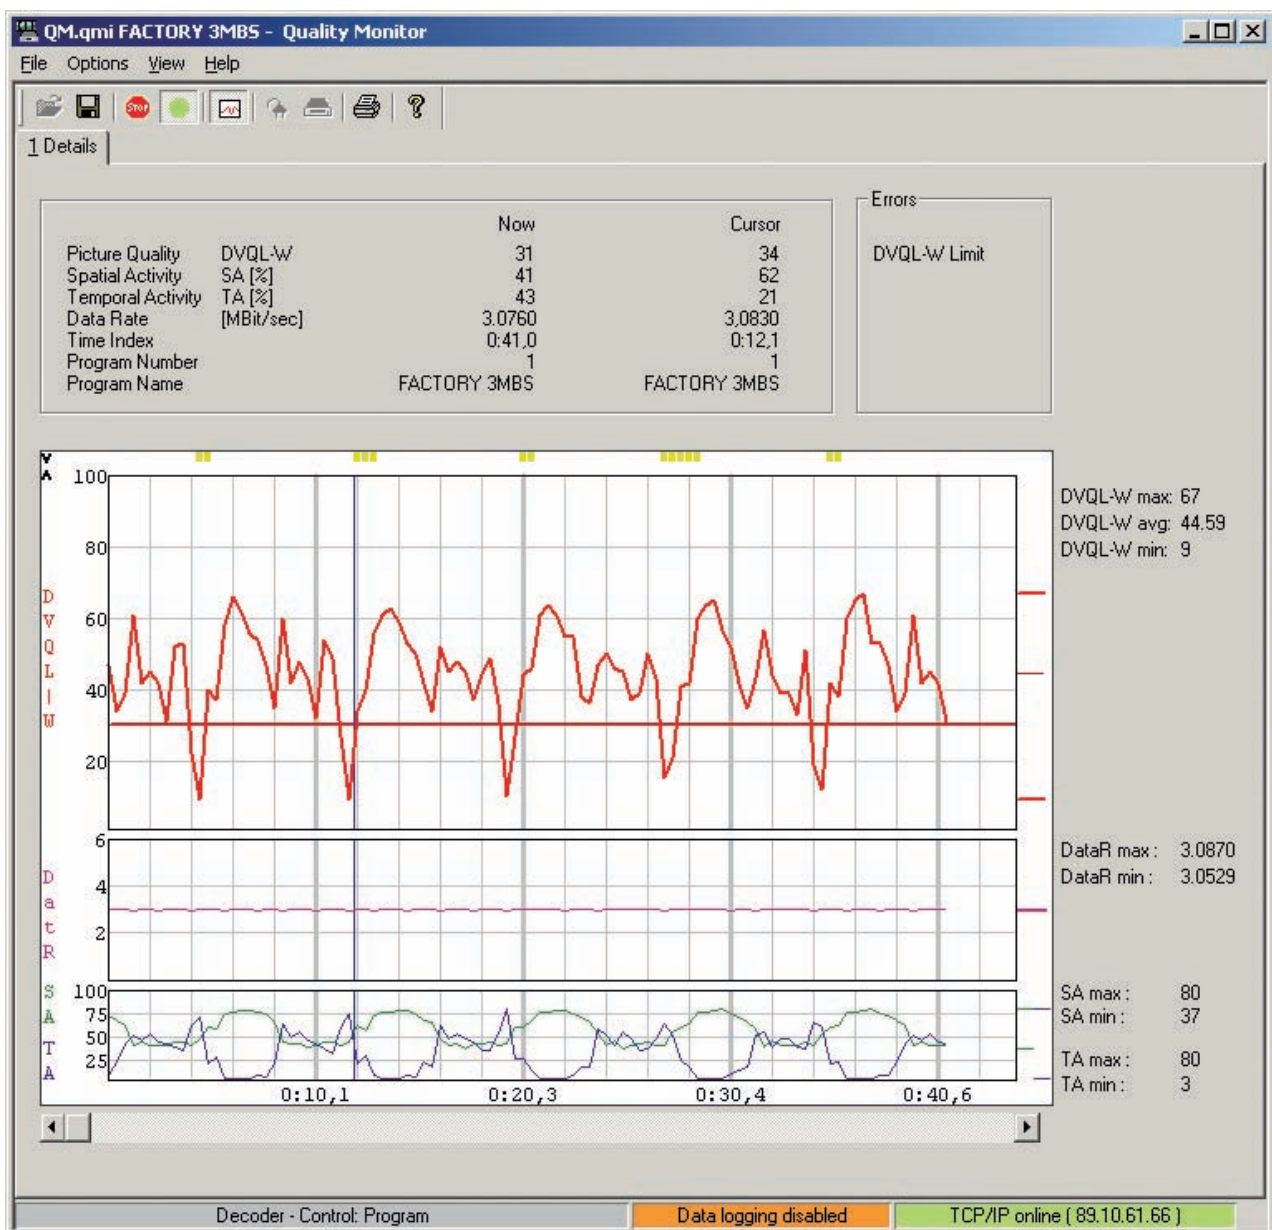 QM.qmi FACTORY 3MBS - Quality Monitor
File Options View Help
STOP
1 Details
Errors
Now Cursor
Picture Quality DVQL-W 31 34 DVQL-W Limit
Spatial Activity SA [%] 41 62
Temporal Activity TA [%] 43 21
Data Rate [MBit/sec] 3.0760 3,0830
Time Index 0:41,0 0:12,1
Program Number 1 1
Program Name FACTORY 3MBS FACTORY 3MBS
100
80
60
40
20
DVQL-W
DVQL-W max: 67
DVQL-W avg: 44.59
DVQL-W min: 9
6
4
2
DatR
DataR max : 3.0870
DataR min : 3.0529
100
75
50
25
SA
TA
SA max : 80
SA min : 37
TA max : 80
TA min : 3
0:10,1 0:20,3 0:30,4 0:40,6
Decoder - Control: Program Data logging disabled TCP/IP online ( 89.10.61.66 )